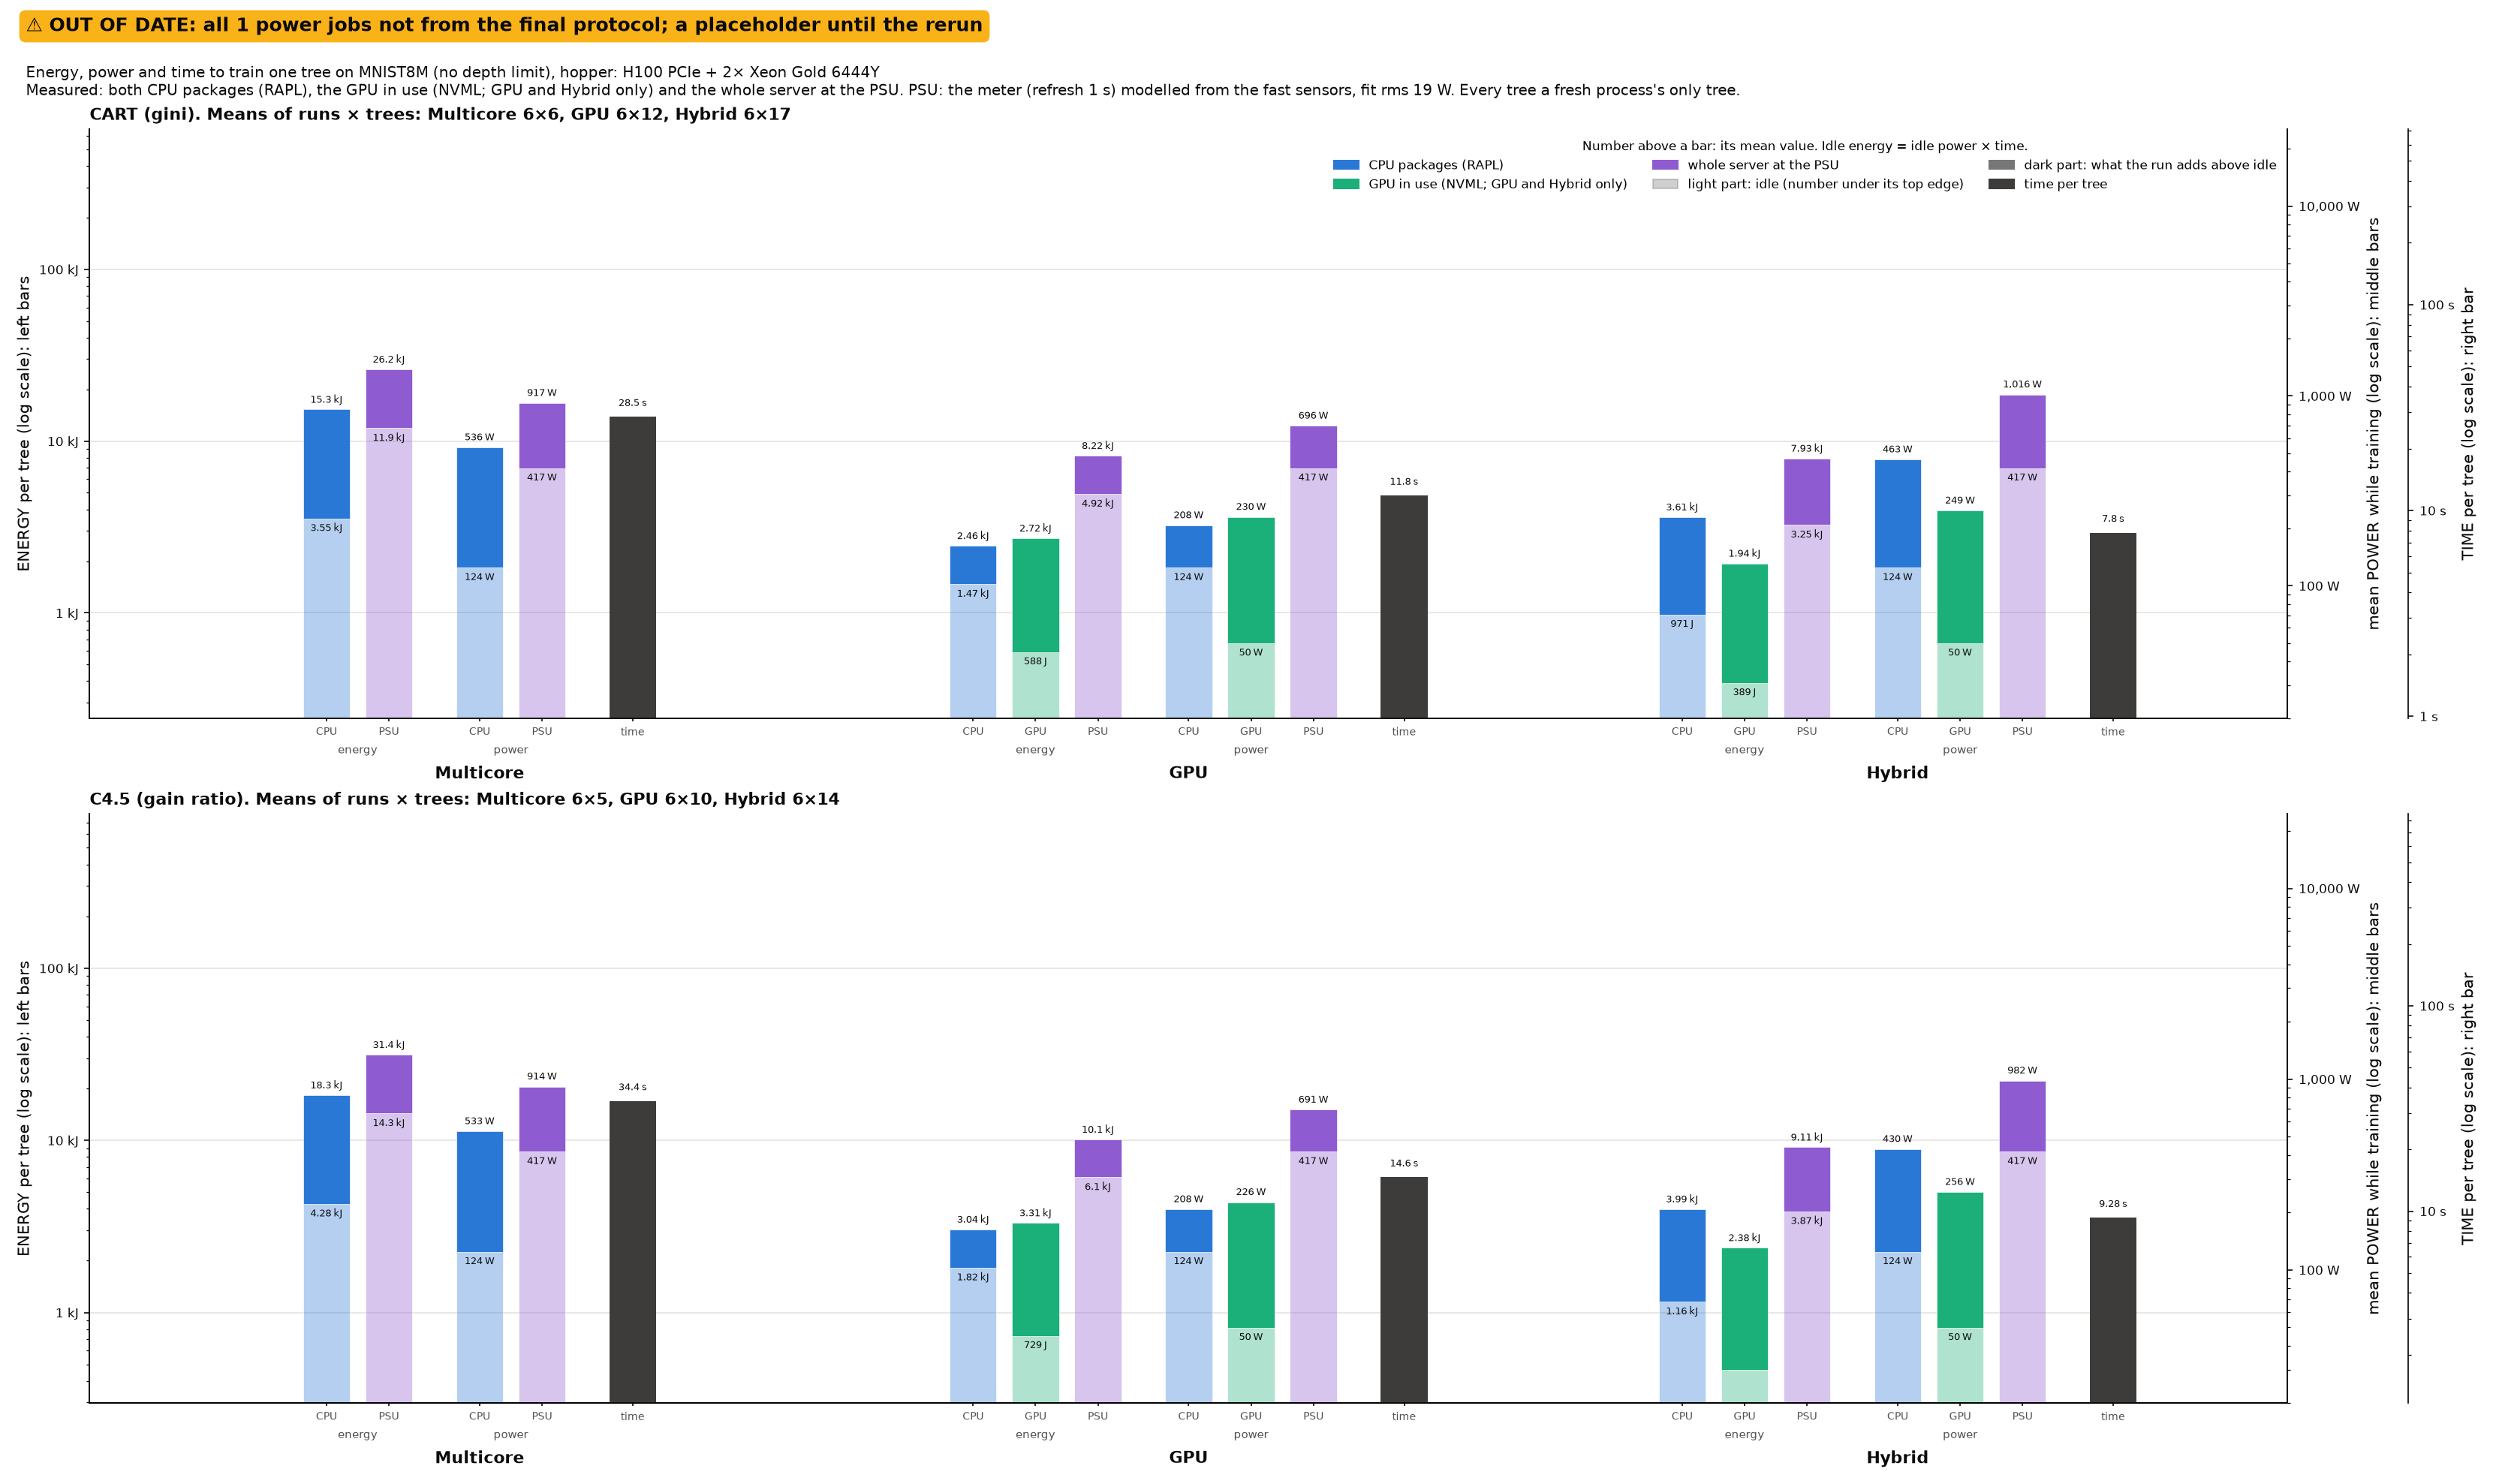 ⚠ OUT OF DATE: all 1 power jobs not from the final protocol; a placeholder until the rerun
Energy, power and time to train one tree on MNIST8M (no depth limit), hopper: H100 PCIe + 2× Xeon Gold 6444Y
Measured: both CPU packages (RAPL), the GPU in use (NVML; GPU and Hybrid only) and the whole server at the PSU. PSU: the meter (refresh 1 s) modelled from the fast sensors, fit rms 19 W. Every tree a fresh process's only tree.
CART (gini). Means of runs × trees: Multicore 6×6, GPU 6×12, Hybrid 6×17
Number above a bar: its mean value. Idle energy = idle power × time.
CPU packages (RAPL)
GPU in use (NVML; GPU and Hybrid only)
whole server at the PSU
light part: idle (number under its top edge)
dark part: what the run adds above idle
time per tree
ENERGY per tree (log scale): left bars
100 kJ
10 kJ
1 kJ
15.3 kJ
3.55 kJ
26.2 kJ
11.9 kJ
536 W
124 W
917 W
417 W
28.5 s
2.46 kJ
1.47 kJ
2.72 kJ
588 J
8.22 kJ
4.92 kJ
208 W
124 W
230 W
50 W
696 W
417 W
11.8 s
3.61 kJ
971 J
1.94 kJ
389 J
7.93 kJ
3.25 kJ
463 W
124 W
249 W
50 W
1,016 W
417 W
7.8 s
10,000 W
1,000 W
100 W
mean POWER while training (log scale): middle bars
100 s
10 s
1 s
TIME per tree (log scale): right bar
CPU PSU CPU PSU time CPU GPU PSU CPU GPU PSU time CPU GPU PSU CPU GPU PSU time
energy power energy power energy power
Multicore GPU Hybrid
C4.5 (gain ratio). Means of runs × trees: Multicore 6×5, GPU 6×10, Hybrid 6×14
ENERGY per tree (log scale): left bars
100 kJ
10 kJ
1 kJ
18.3 kJ
4.28 kJ
31.4 kJ
14.3 kJ
533 W
124 W
914 W
417 W
34.4 s
3.04 kJ
1.82 kJ
3.31 kJ
729 J
10.1 kJ
6.1 kJ
208 W
124 W
226 W
50 W
691 W
417 W
14.6 s
3.99 kJ
1.16 kJ
2.38 kJ
9.11 kJ
3.87 kJ
430 W
124 W
256 W
50 W
982 W
417 W
9.28 s
10,000 W
1,000 W
100 W
mean POWER while training (log scale): middle bars
100 s
10 s
TIME per tree (log scale): right bar
CPU PSU CPU PSU time CPU GPU PSU CPU GPU PSU time CPU GPU PSU CPU GPU PSU time
energy power energy power energy power
Multicore GPU Hybrid